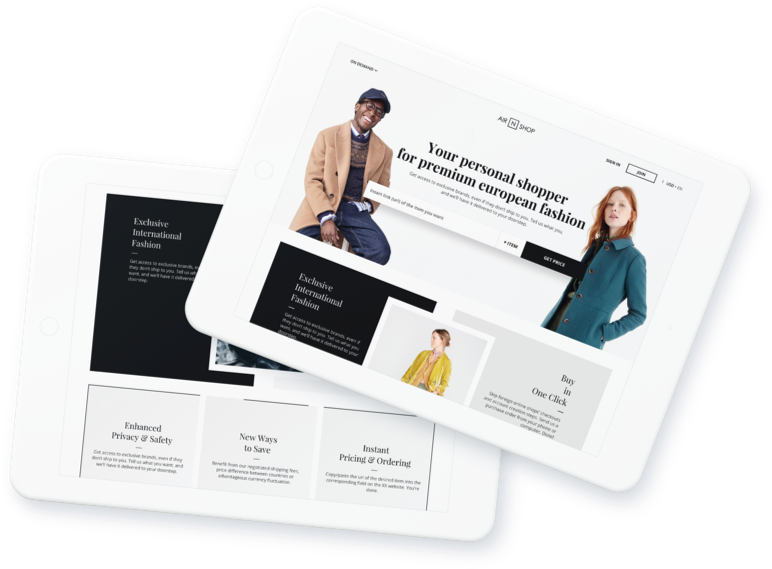 ON DEMAND
AIR N SHOP
SIGN IN
JOIN
USD • EN
Your personal shopper
for premium european fashion
Get access to exclusive brands, even if they don't ship to you. Tell us what you want,
and we'll have it delivered to your doorstep.
Insert link (url) of the item you want
+ ITEM
GET PRICE
Exclusive
International
Fashion
Get access to exclusive brands, even if
they don't ship to you. Tell us what you
want, and we'll have it delivered to your
doorstep.
Buy
in
One Click
Skip foreign online shops' checkouts
and account creation steps. Send us a
purchase order from your phone or
computer. Done!
Exclusive
International
Fashion
Get access to exclusive brands, ev
they don't ship to you. Tell us wh
want, and we'll have it delivered
doorstep.
Enhanced
Privacy & Safety
Get access to exclusive brands, even if they
don't ship to you. Tell us what you want, and
we'll have it delivered to your doorstep.
New Ways
to Save
Benefit from our negotiated shipping fees,
price difference between countries or
advantageous currency fluctuation.
Instant
Pricing & Ordering
Copy/paste the url of the desired item into the
corresponding field on the XX website. You're
done.